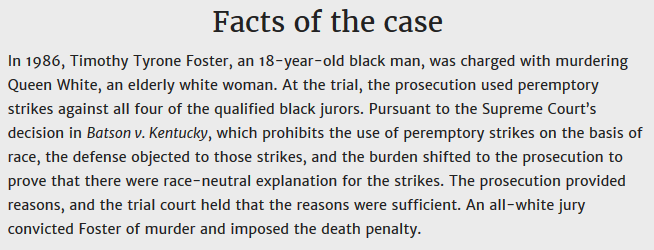 Facts of the case
In 1986, Timothy Tyrone Foster, an 18-year-old black man, was charged with murdering
Queen White, an elderly white woman. At the trial, the prosecution used peremptory
strikes against all four of the qualified black jurors. Pursuant to the Supreme Court's
decision in Batson v. Kentucky, which prohibits the use of peremptory strikes on the basis of
race, the defense objected to those strikes, and the burden shifted to the prosecution to
prove that there were race-neutral explanation for the strikes. The prosecution provided
reasons, and the trial court held that the reasons were sufficient. An all-white jury
convicted Foster of murder and imposed the death penalty.